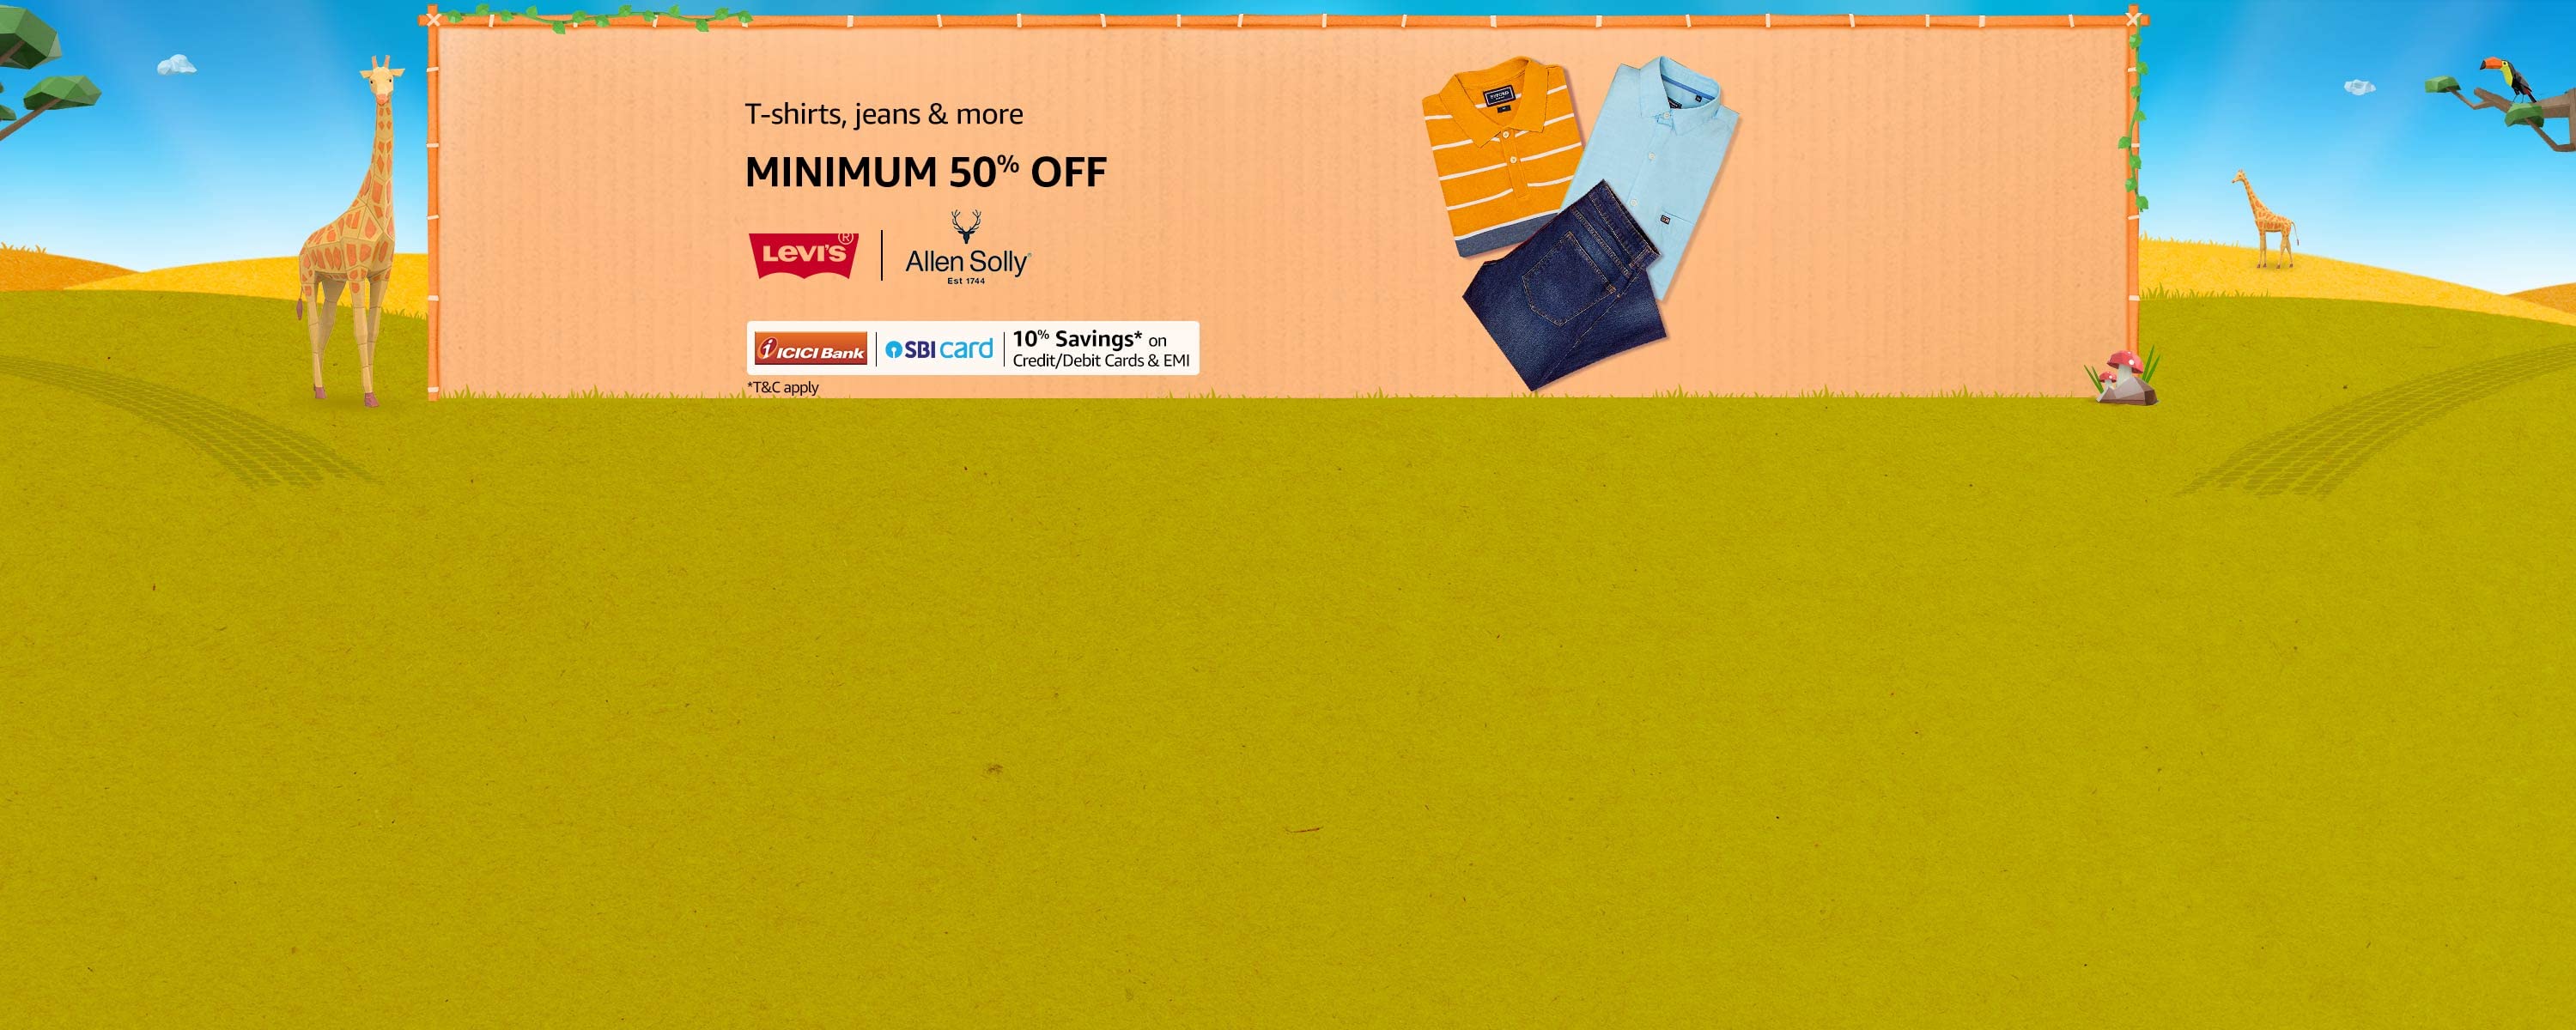 T-shirts, jeans & more
MINIMUM 50% OFF
LEVI'S®
Allen Solly
Est 1744
ICICI Bank
SBI card
10% Savings* on
Credit/Debit Cards & EMI
*T&C apply